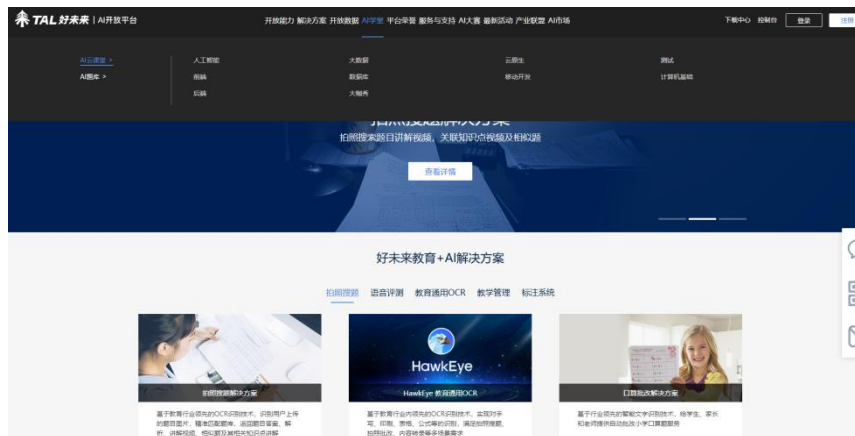 TAL 好未来 | AI开放平台
开放能力 解决方案 开放数据 AI学堂 平台荣誉 服务与支持 AI大赛 最新活动 产业联盟 AI市场
下载中心 控制台 登录 注册
AI云课堂 >
人工智能 大数据 云原生 测试
AI题库 >
前端 数据库 移动开发 计算机基础
后端 大咖秀
拍照搜题解决方案
拍照搜索题目讲解视频，关联知识点视频及相似题
查看详情
好未来教育+AI解决方案
拍照搜题 语音评测 教育通用OCR 教学管理 标注系统
HawkEye
拍照搜题解决方案
HawkEye 教育通用OCR
口算批改解决方案
基于教育行业领先的OCR识别技术，识别用户上传
的题目图片，精准匹配题库，返回题目答案、解
析、讲解视频、相似题及其相关知识点讲解
基于教育行业内领先的OCR识别技术，实现对手
写、印刷、表格、公式等的识别，满足拍照搜题、
拍照批改、内容转录等多场景需求
基于行业领先的智能文字识别技术，给学生、家长
和老师提供自动批改小学口算题服务